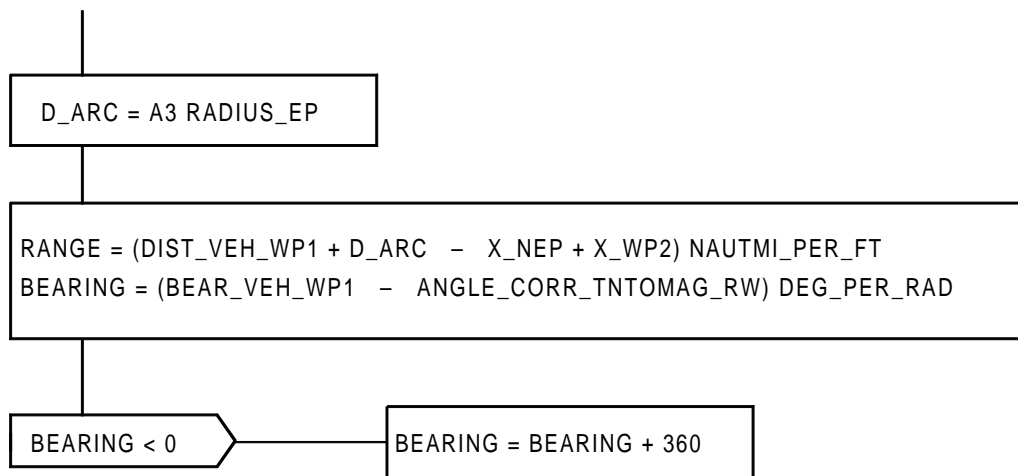 D_ARC = A3 RADIUS_EP
RANGE = (DIST_VEH_WP1 + D_ARC – X_NEP + X_WP2) NAUTMI_PER_FT
BEARING = (BEAR_VEH_WP1 – ANGLE_CORR_TNTOMAG_RW) DEG_PER_RAD
BEARING < 0
BEARING = BEARING + 360